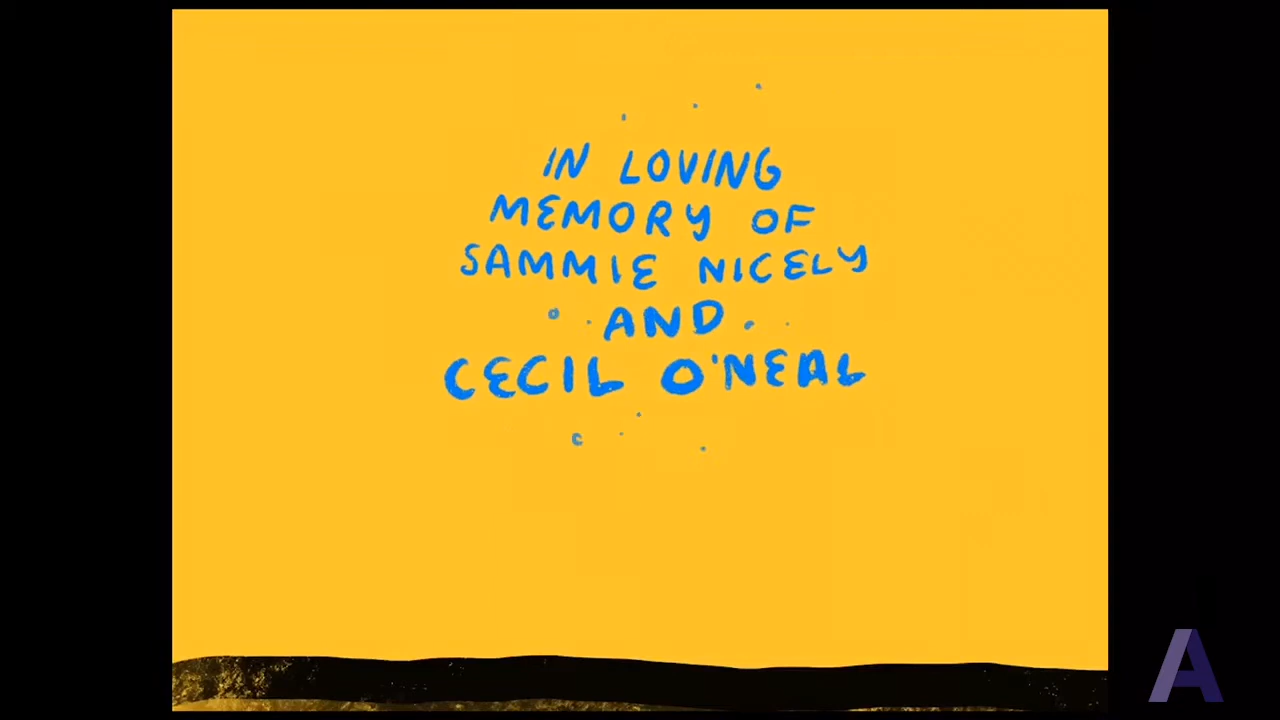 IN LOVING
MEMORY OF
SAMMIE NICELY
AND
CECIL O'NEAL
A